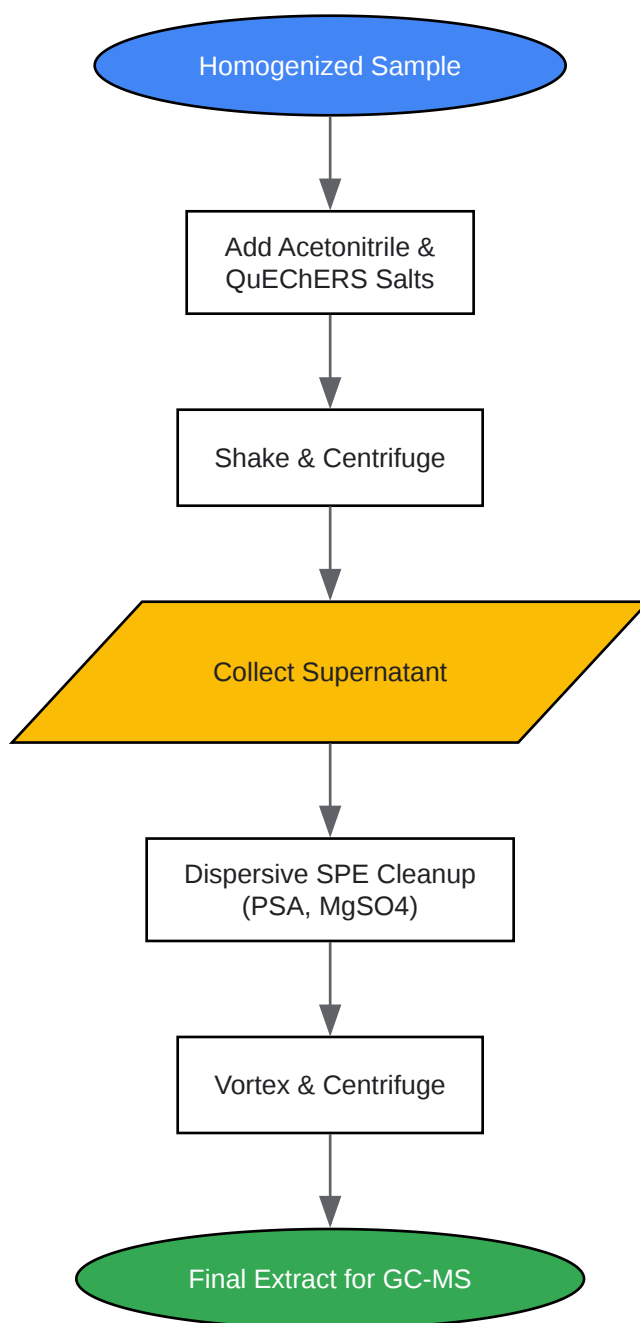 Homogenized Sample
Add Acetonitrile &
QuEChERS Salts
Shake & Centrifuge
Collect Supernatant
Dispersive SPE Cleanup
(PSA, MgSO4)
Vortex & Centrifuge
Final Extract for GC-MS